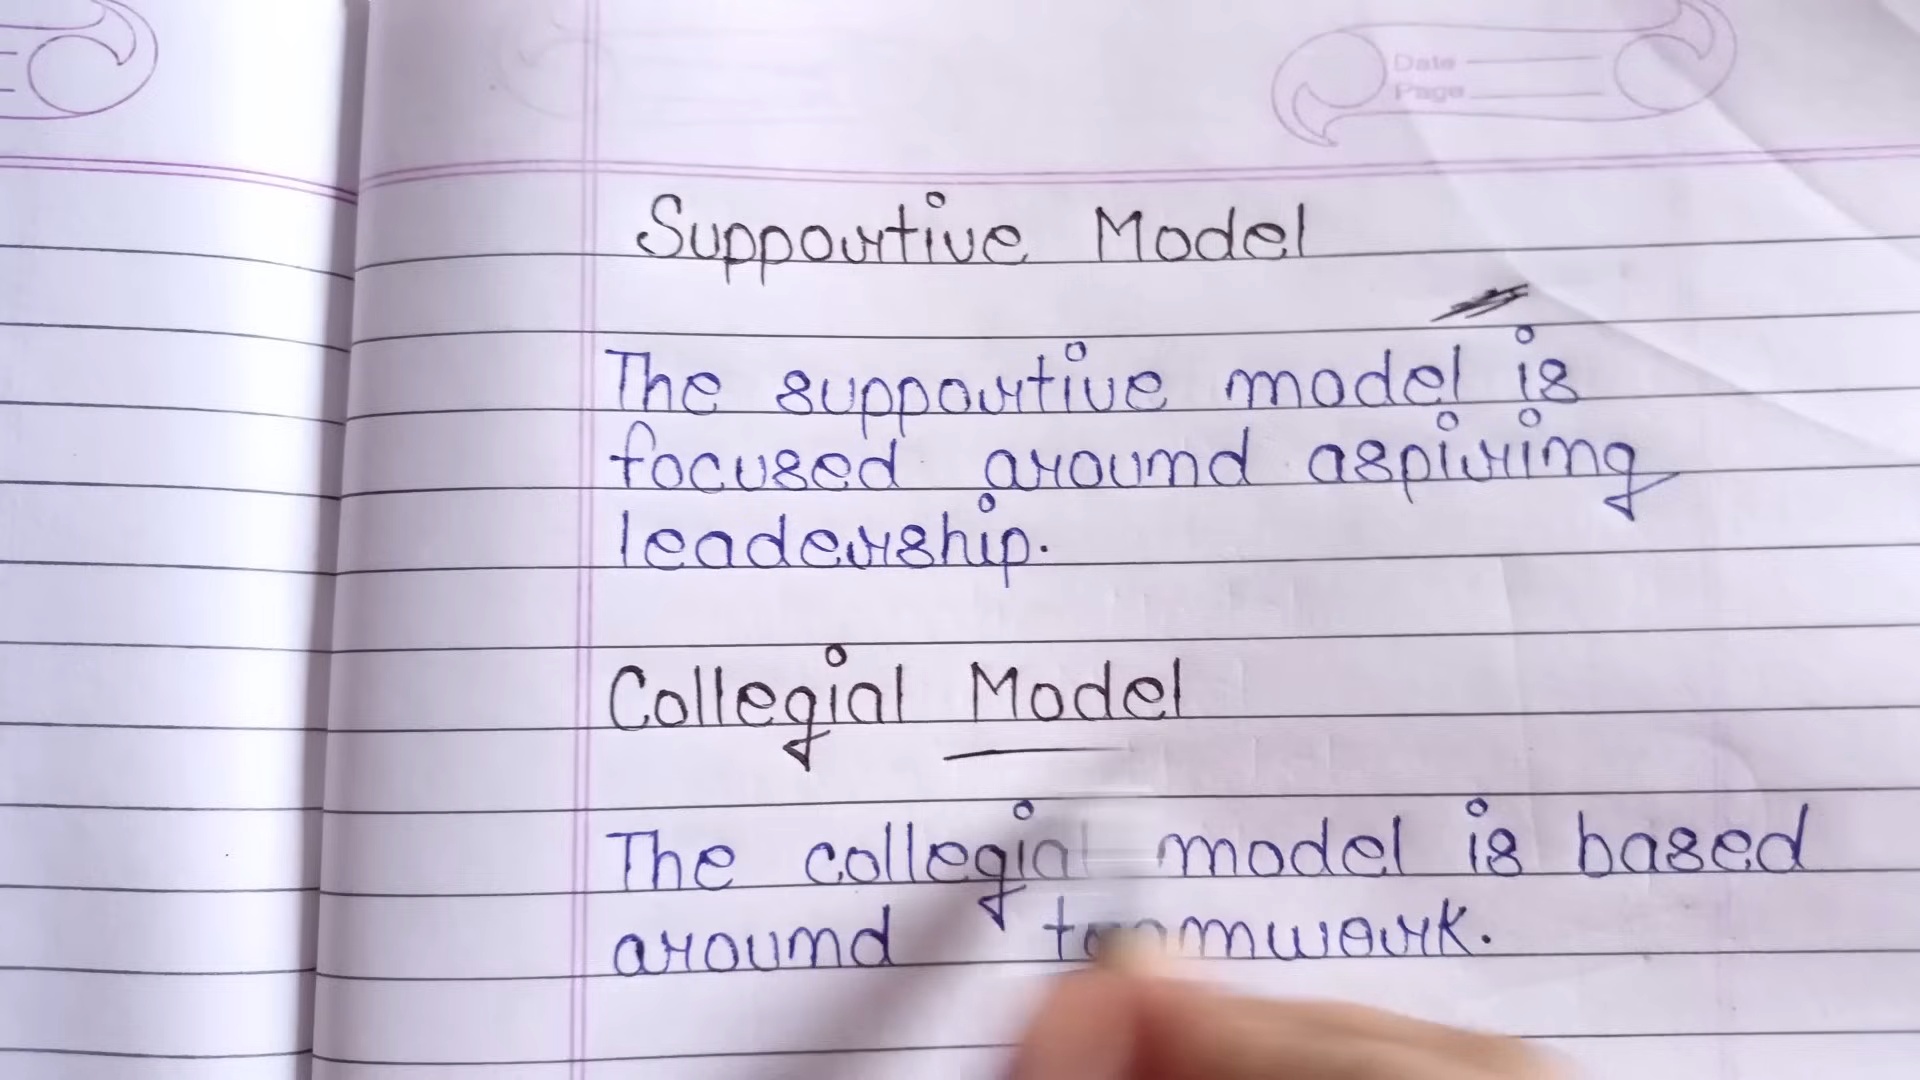 Date
Page
Supportive Model
The supportive model is
focused around aspiring
leadership.
Collegial Model
The collegial model is based
around teamwork.